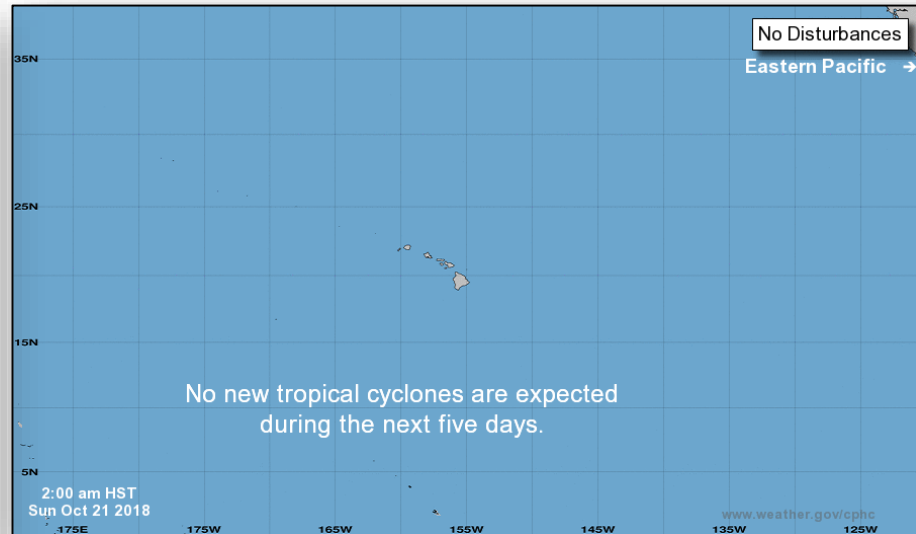 No Disturbances
35N
Eastern Pacific →
25N
15N
No new tropical cyclones are expected
during the next five days.
5N
2:00 am HST
Sun Oct 21 2018
www.weather.gov/cphc
175E 175W 165W 155W 145W 135W 125W